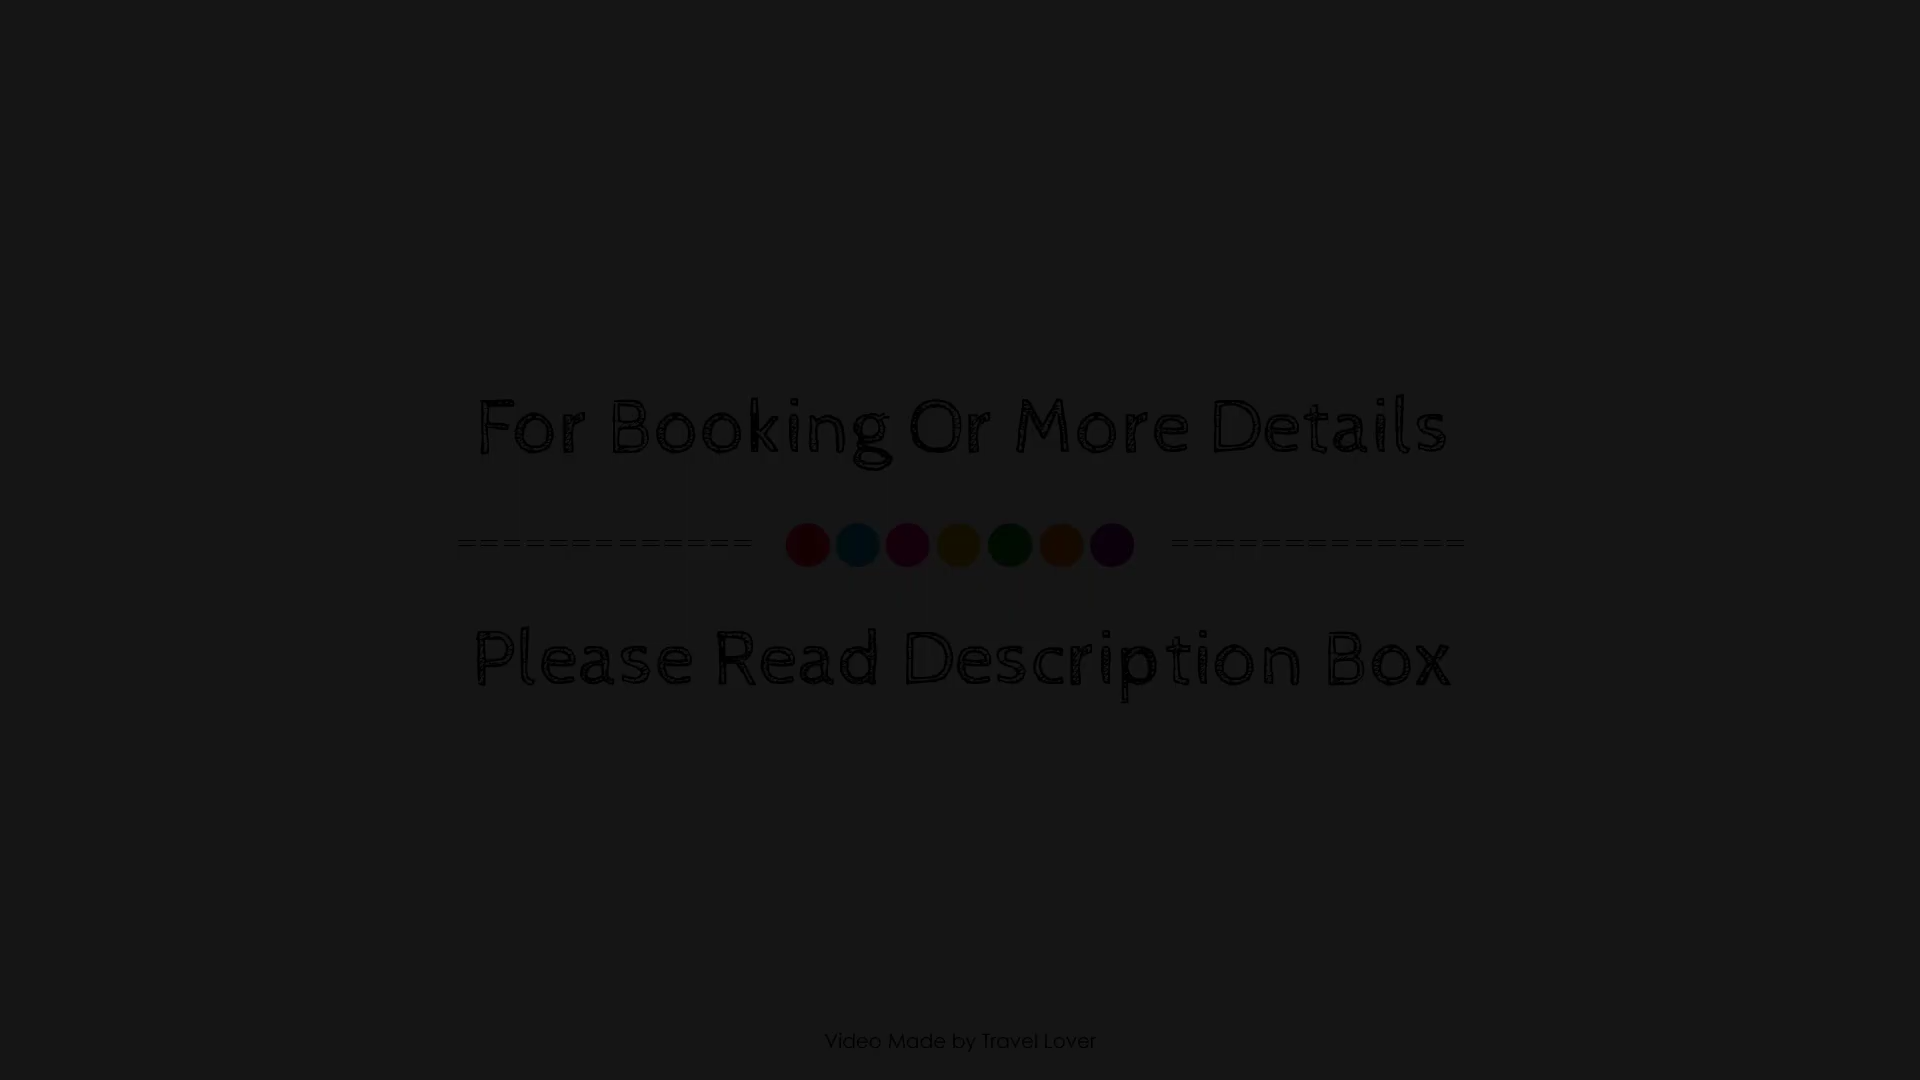 For Booking Or More Details
============= =============
Please Read Description Box
Video Made by Travel Lover